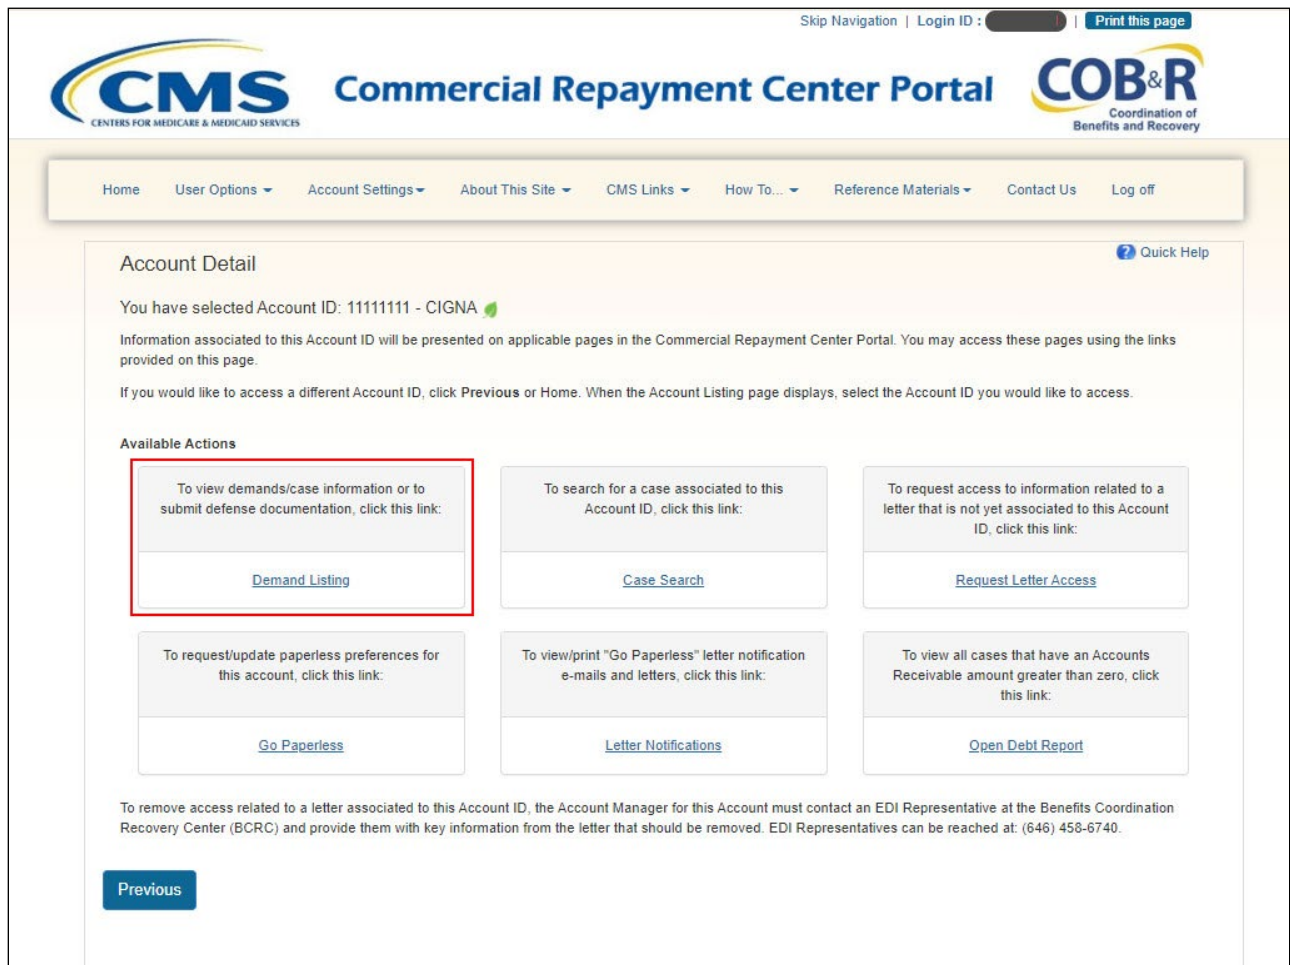 Skip Navigation | Login ID : | Print this page
CMS
CENTERS FOR MEDICARE & MEDICAID SERVICES
Commercial Repayment Center Portal
COB&R
Coordination of
Benefits and Recovery
Home User Options Account Settings About This Site CMS Links How To... Reference Materials Contact Us Log off
Quick Help
Account Detail
You have selected Account ID: 11111111 - CIGNA
Information associated to this Account ID will be presented on applicable pages in the Commercial Repayment Center Portal. You may access these pages using the links
provided on this page.
If you would like to access a different Account ID, click Previous or Home. When the Account Listing page displays, select the Account ID you would like to access.
Available Actions
To view demands/case information or to
submit defense documentation, click this link:
Demand Listing
To search for a case associated to this
Account ID, click this link:
Case Search
To request access to information related to a
letter that is not yet associated to this Account
ID, click this link:
Request Letter Access
To request/update paperless preferences for
this account, click this link:
Go Paperless
To view/print "Go Paperless" letter notification
e-mails and letters, click this link:
Letter Notifications
To view all cases that have an Accounts
Receivable amount greater than zero, click
this link:
Open Debt Report
To remove access related to a letter associated to this Account ID, the Account Manager for this Account must contact an EDI Representative at the Benefits Coordination
Recovery Center (BCRC) and provide them with key information from the letter that should be removed. EDI Representatives can be reached at: (646) 458-6740.
Previous